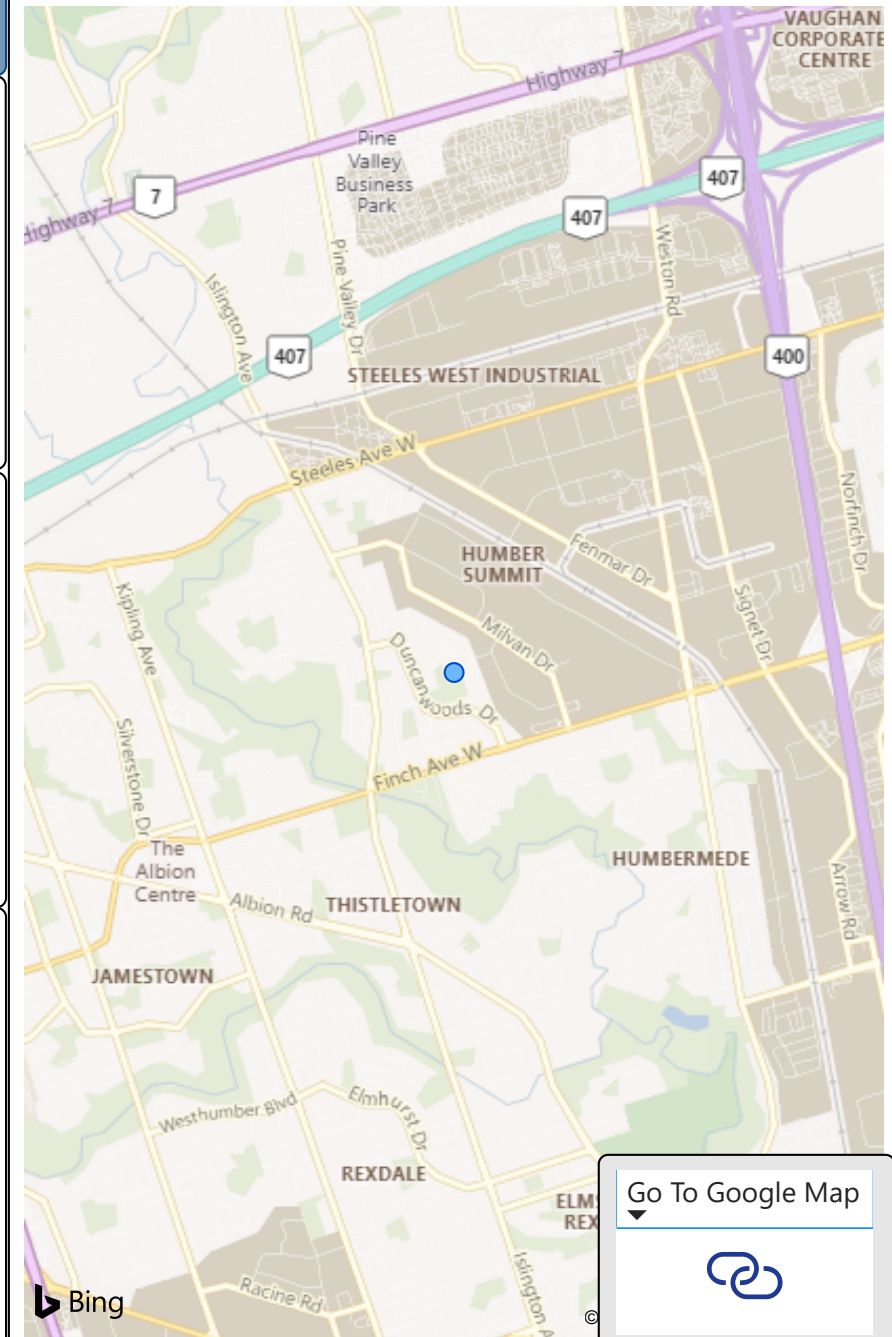 VAUGHAN
CORPORATE
CENTRE
Highway 7
Pine
Valley
Business
Park
407
7
407
Highway 7
Pine Valley Dr
Weston Rd
Islington Ave
407
400
STEELES WEST INDUSTRIAL
Steeles Ave W
Norfinch Dr
HUMBER
SUMMIT
Fenmar Dr
Kipling Ave
Signet Dr
Milvan Dr
Duncanwoods Dr
Silverstone Dr
Finch Ave W
The
Albion
Centre
HUMBERMEDE
Arrow Rd
Albion Rd
THISTLETOWN
JAMESTOWN
Westhumber Blvd
Elmhurst Dr
REXDALE
Go To Google Map
ELMS
REX
Islington A
Racine Rd
Bing
©